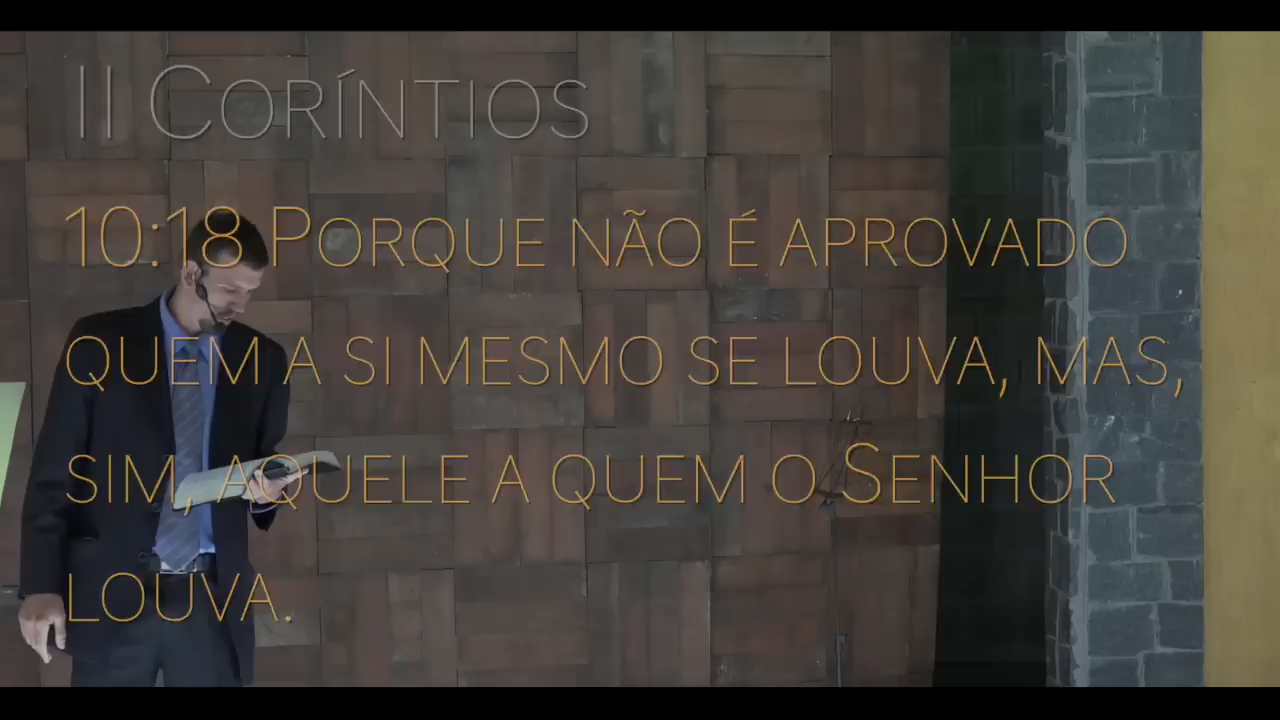 II Coríntios
10:18 Porque não é aprovado
quem a si mesmo se louva, mas,
sim, aquele a quem o Senhor
louva.